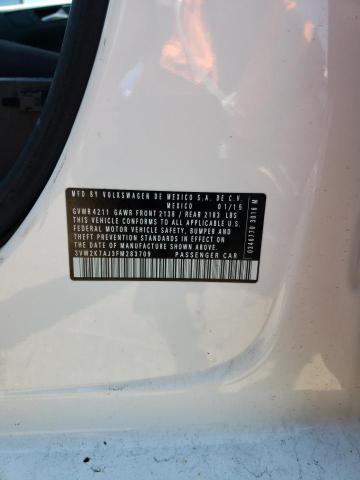 MFD BY VOLKSWAGEN DE MEXICO S.A. DE C.V.
MEXICO 01/15
GVWR 4211 GAWR FRONT 2138 / REAR 2183 LBS
THIS VEHICLE CONFORMS TO ALL APPLICABLE U.S.
FEDERAL MOTOR VEHICLE SAFETY, BUMPER AND
THEFT PREVENTION STANDARDS IN EFFECT ON THE
DATE OF MANUFACTURE SHOWN ABOVE.
3VW2K7AJ3FM283709 PASSENGER CAR